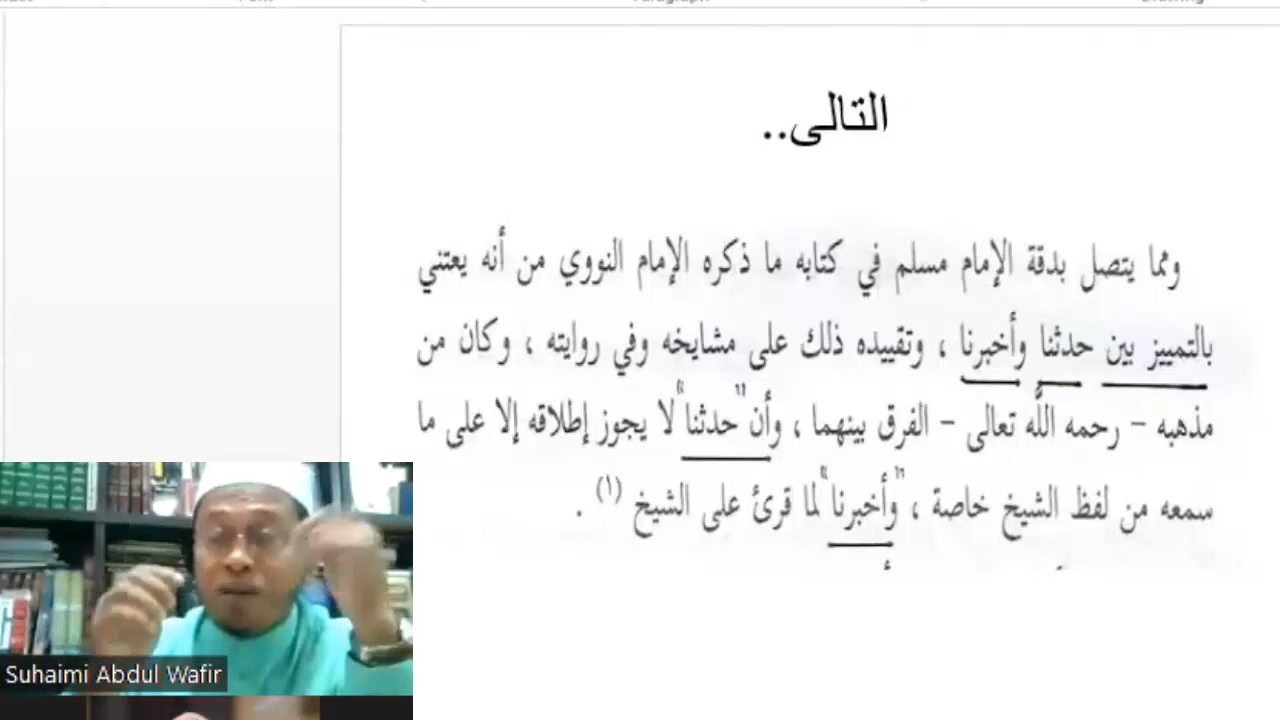 التالى..
ومما يتصل بدقة الإمام مسلم في كتابه ما ذكره الإمام النووي من أنه يعتني
بالتمييز بين حدثنا وأخبرنا ، وتقييده ذلك على مشايخه وفي روايته ، وكان من
مذهبه - رحمه اللَّه تعالى - الفرق بينهما ، وأن "حدثنا" لا يجوز إطلاقه إلا على ما
سمعه من لفظ الشيخ خاصة ، "وأخبرنا" لما قرئ على الشيخ (١) .
Suhaimi Abdul Wafir